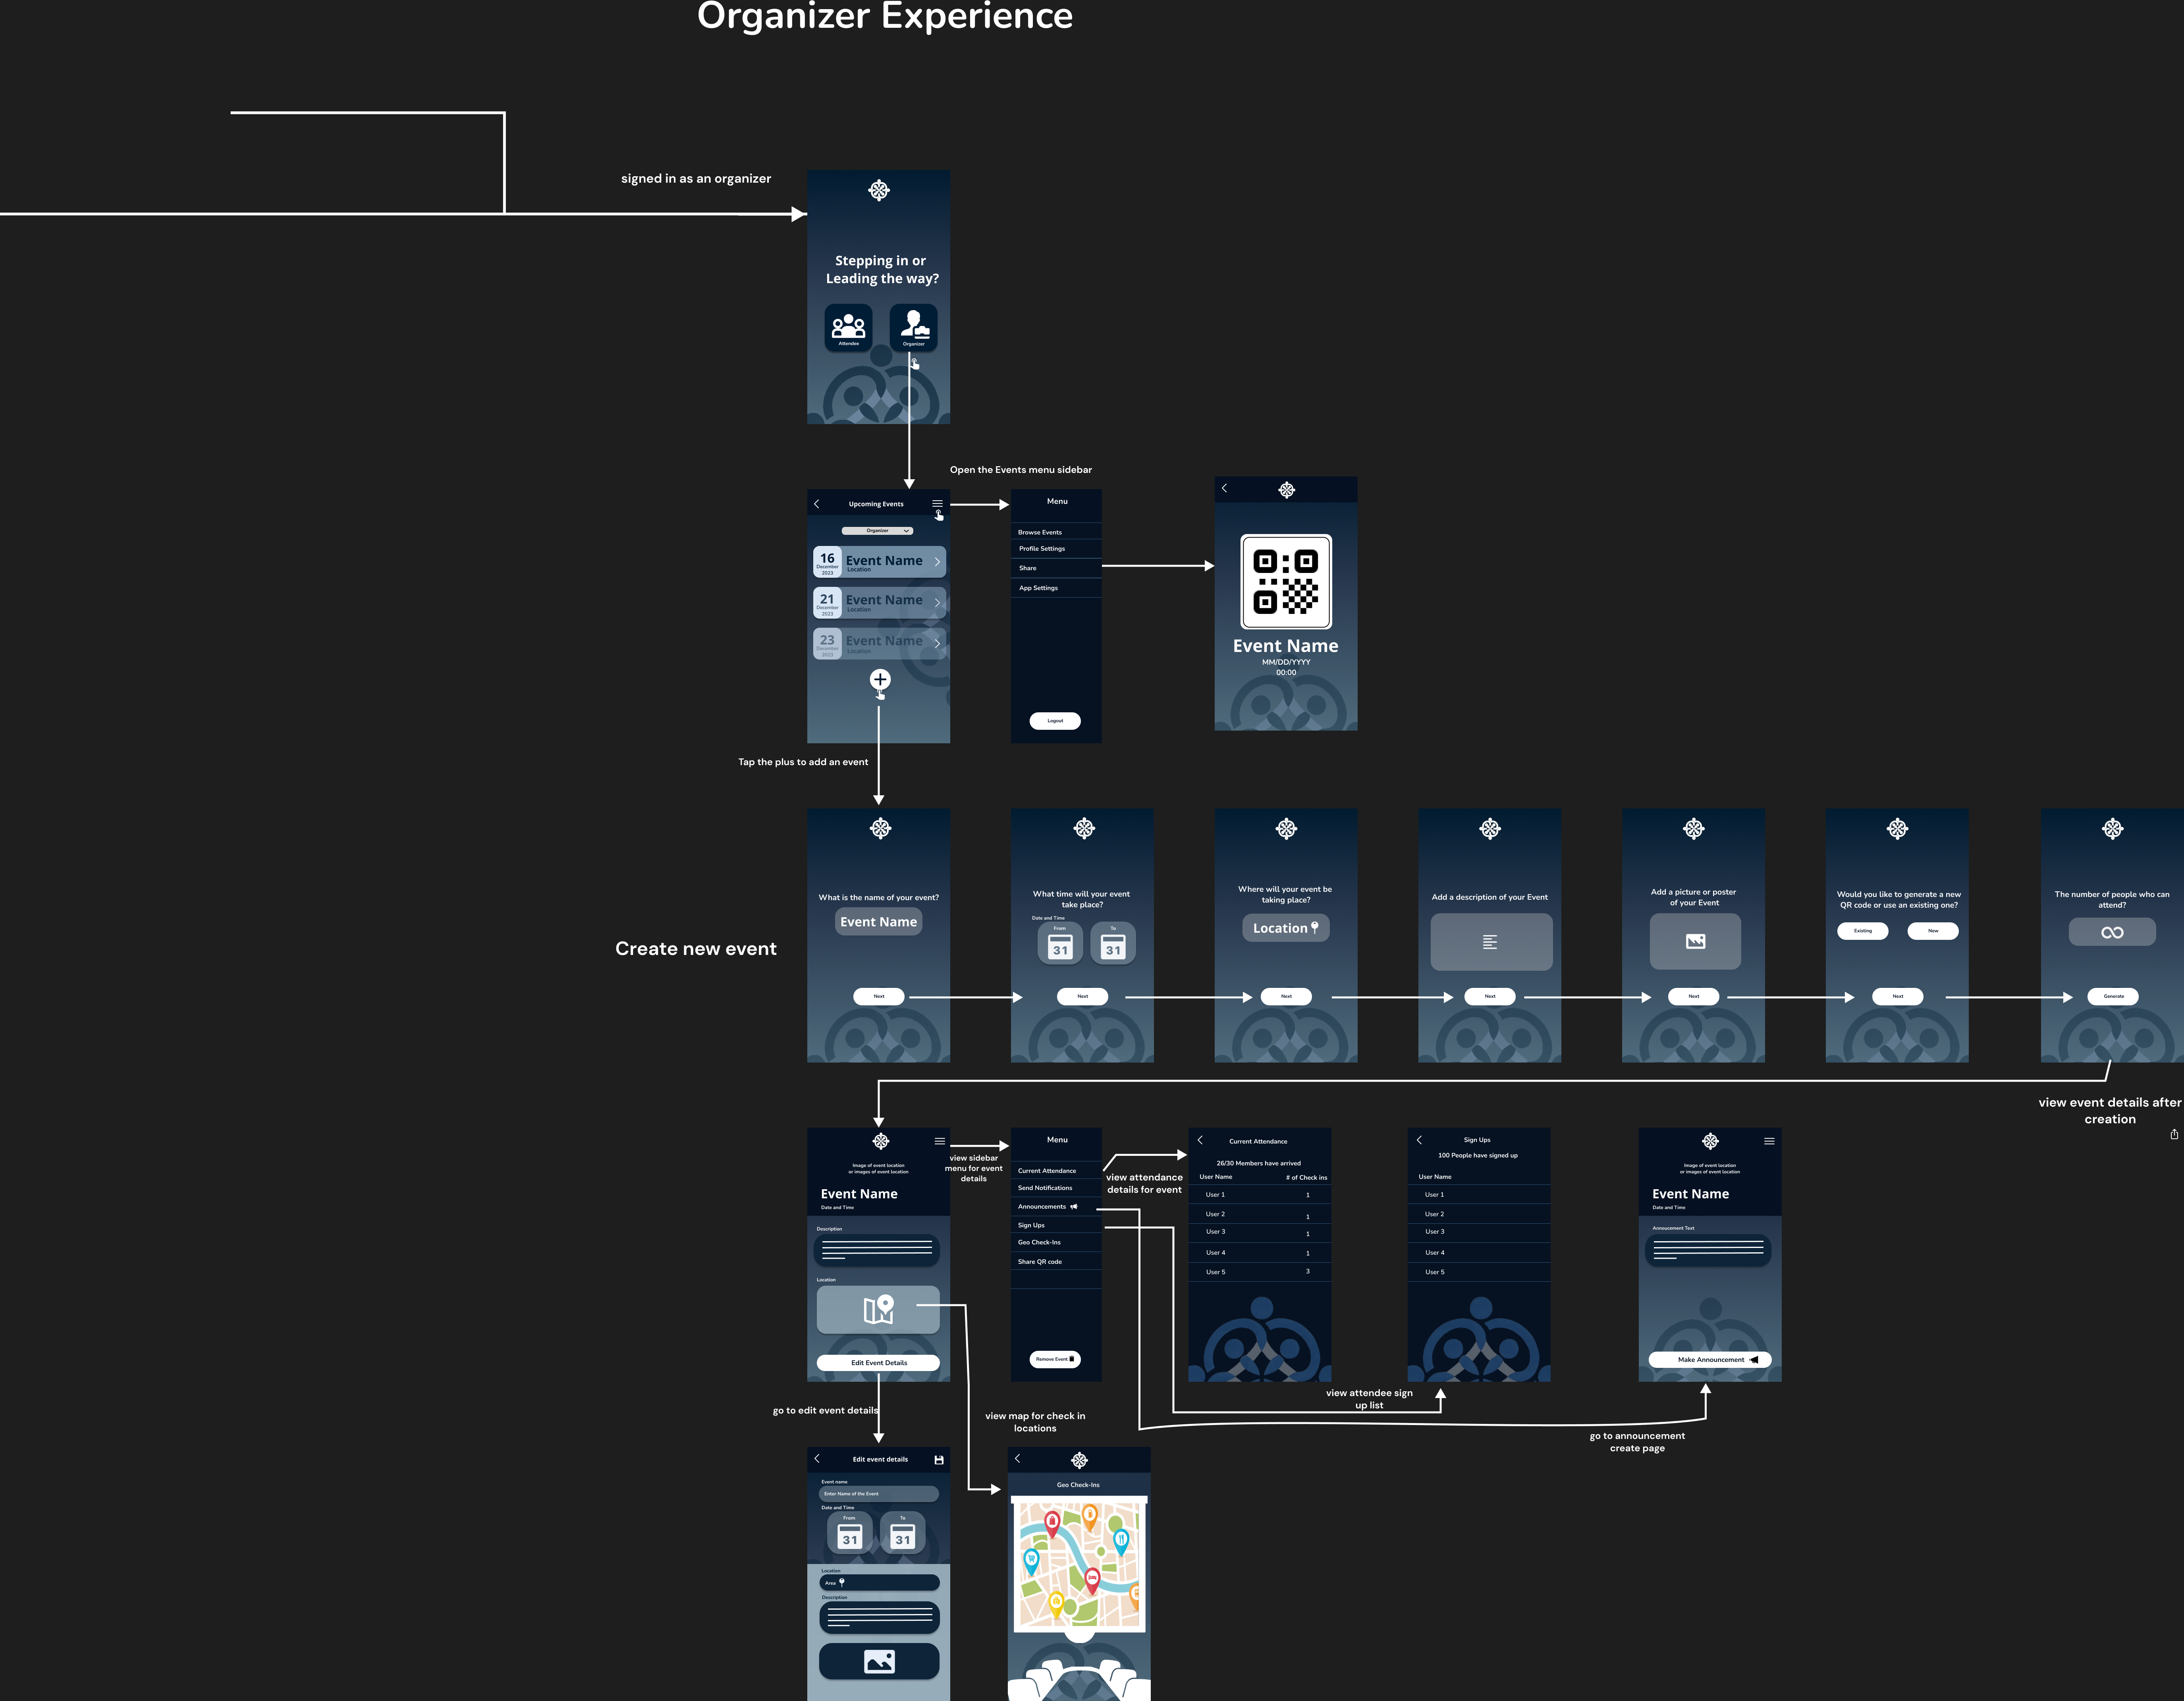 Organizer Experience
signed in as an organizer
Stepping in or
Leading the way?
Attendee
Organizer
Open the Events menu sidebar
Upcoming Events
Organizer
16
December
2023
Event Name
Location
21
December
2023
Event Name
Location
23
December
2023
Event Name
Location
Menu
Browse Events
Profile Settings
Share
App Settings
Logout
Event Name
MM/DD/YYYY
00:00
Tap the plus to add an event
Create new event
What is the name of your event?
Event Name
Next
What time will your event
take place?
Date and Time
From
To
31
31
Next
Where will your event be
taking place?
Location
Next
Add a description of your Event
Next
Add a picture or poster
of your Event
Next
Would you like to generate a new
QR code or use an existing one?
Existing
New
Next
The number of people who can
attend?
Generate
view event details after
creation
Image of event location
or images of event location
Event Name
Date and Time
Description
Location
Edit Event Details
view sidebar
menu for event
details
Menu
Current Attendance
Send Notifications
Announcements
Sign Ups
Geo Check-Ins
Share QR code
Remove Event
view attendance
details for event
Current Attendance
26/30 Members have arrived
User Name
# of Check ins
User 1
1
User 2
1
User 3
1
User 4
1
User 5
3
Sign Ups
100 People have signed up
User Name
User 1
User 2
User 3
User 4
User 5
Image of event location
or images of event location
Event Name
Date and Time
Annoucement Text
Make Announcement
view attendee sign
up list
go to announcement
create page
go to edit event details
view map for check in
locations
Edit event details
Event name
Enter Name of the Event
Date and Time
From
To
31
31
Location
Area
Description
Geo Check-Ins